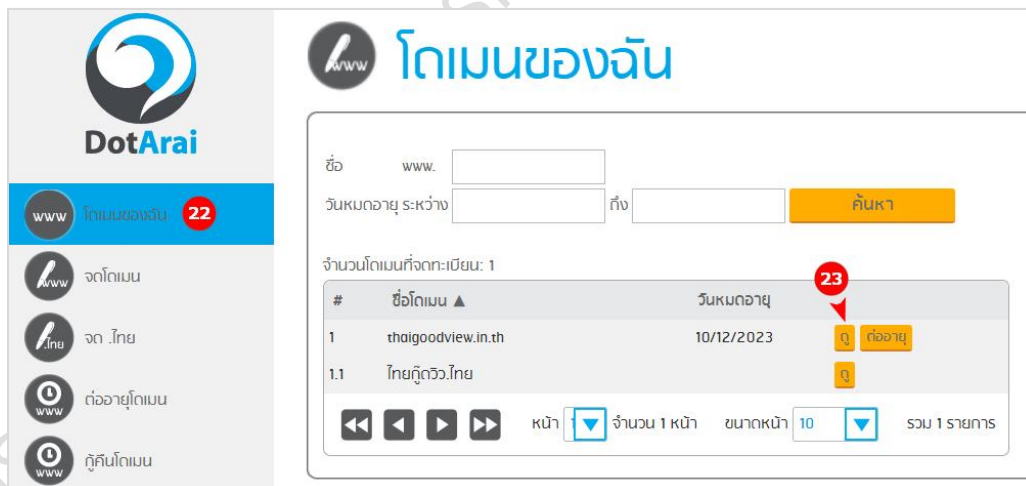 DotArai
โดเมนของฉัน 22
จดโดเมน
จด .ไทย
ต่ออายุโดเมน
กู้คืนโดเมน
โดเมนของฉัน
ชื่อ www.
วันหมดอายุ ระหว่าง ถึง ค้นหา
จำนวนโดเมนที่จดทะเบียน: 1
23
# ชื่อโดเมน ▲ วันหมดอายุ
1 thaigoodview.in.th 10/12/2023 ดู ต่ออายุ
1.1 ไทยกู๊ดวิว.ไทย ดู
หน้า 1 จำนวน 1 หน้า ขนาดหน้า 10 รวม 1 รายการ